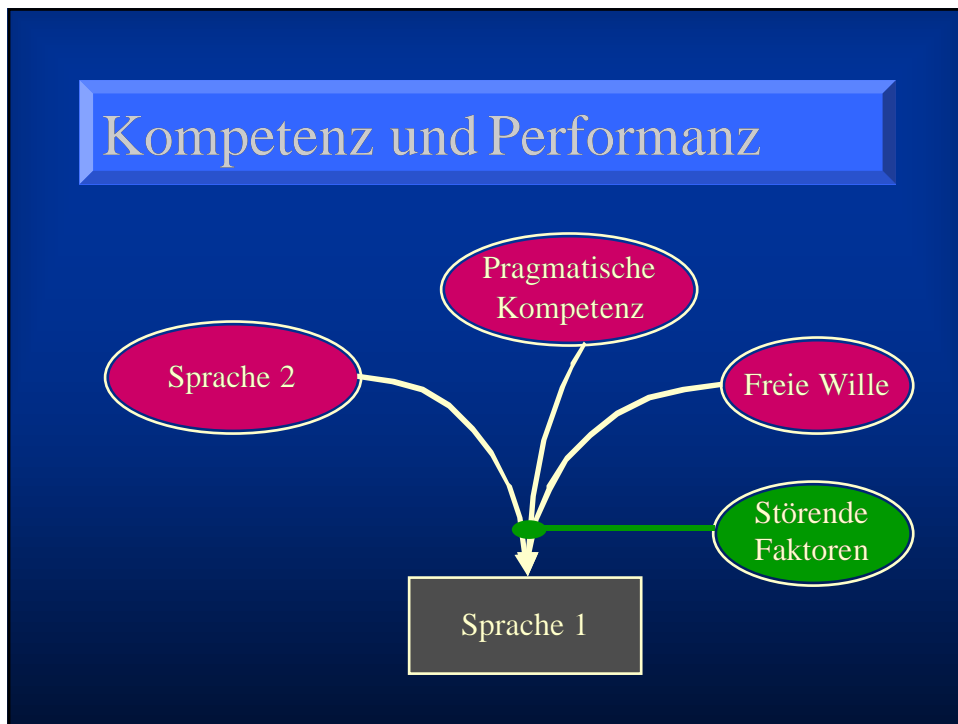 Kompetenz und Performanz
Pragmatische
Kompetenz
Sprache 2
Freie Wille
Störende
Faktoren
Sprache 1